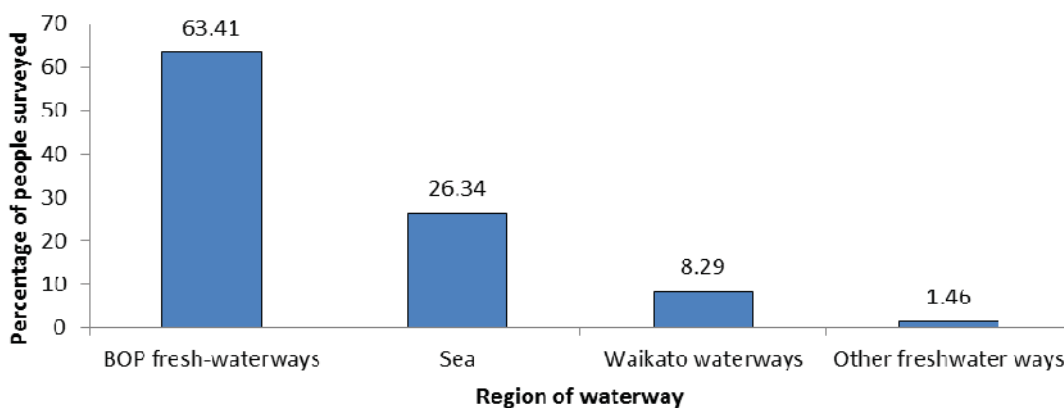 Percentage of people surveyed
70
60
50
40
30
20
10
0
63.41
26.34
8.29
1.46
BOP fresh-waterways
Sea
Waikato waterways
Other freshwater ways
Region of waterway